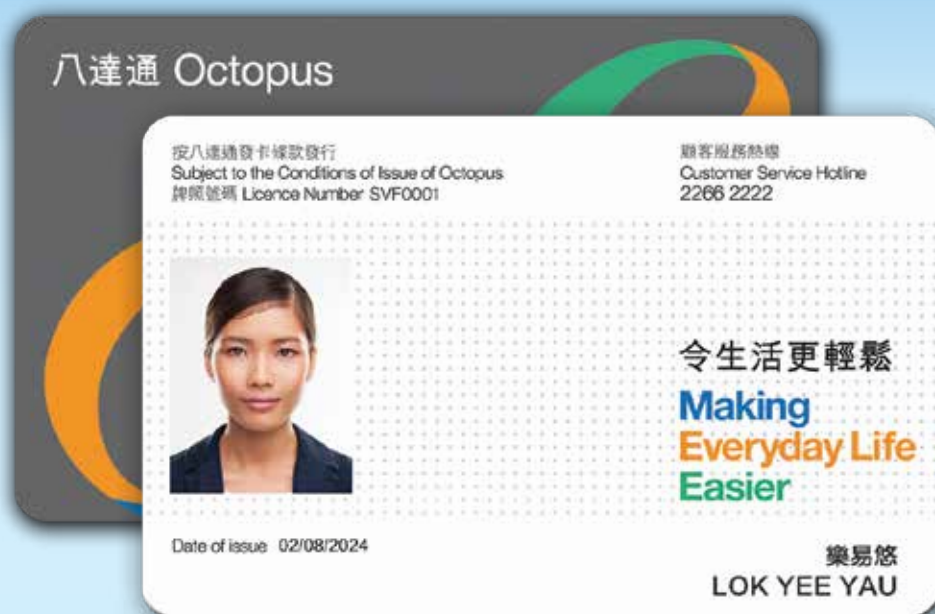 八達通 Octopus
按八達通發卡條款發行
Subject to the Conditions of Issue of Octopus
牌照號碼 Licence Number SVF0001
顧客服務熱線
Customer Service Hotline
2266 2222
令生活更輕鬆
Making
Everyday Life
Easier
Date of issue 02/08/2024
樂易悠
LOK YEE YAU